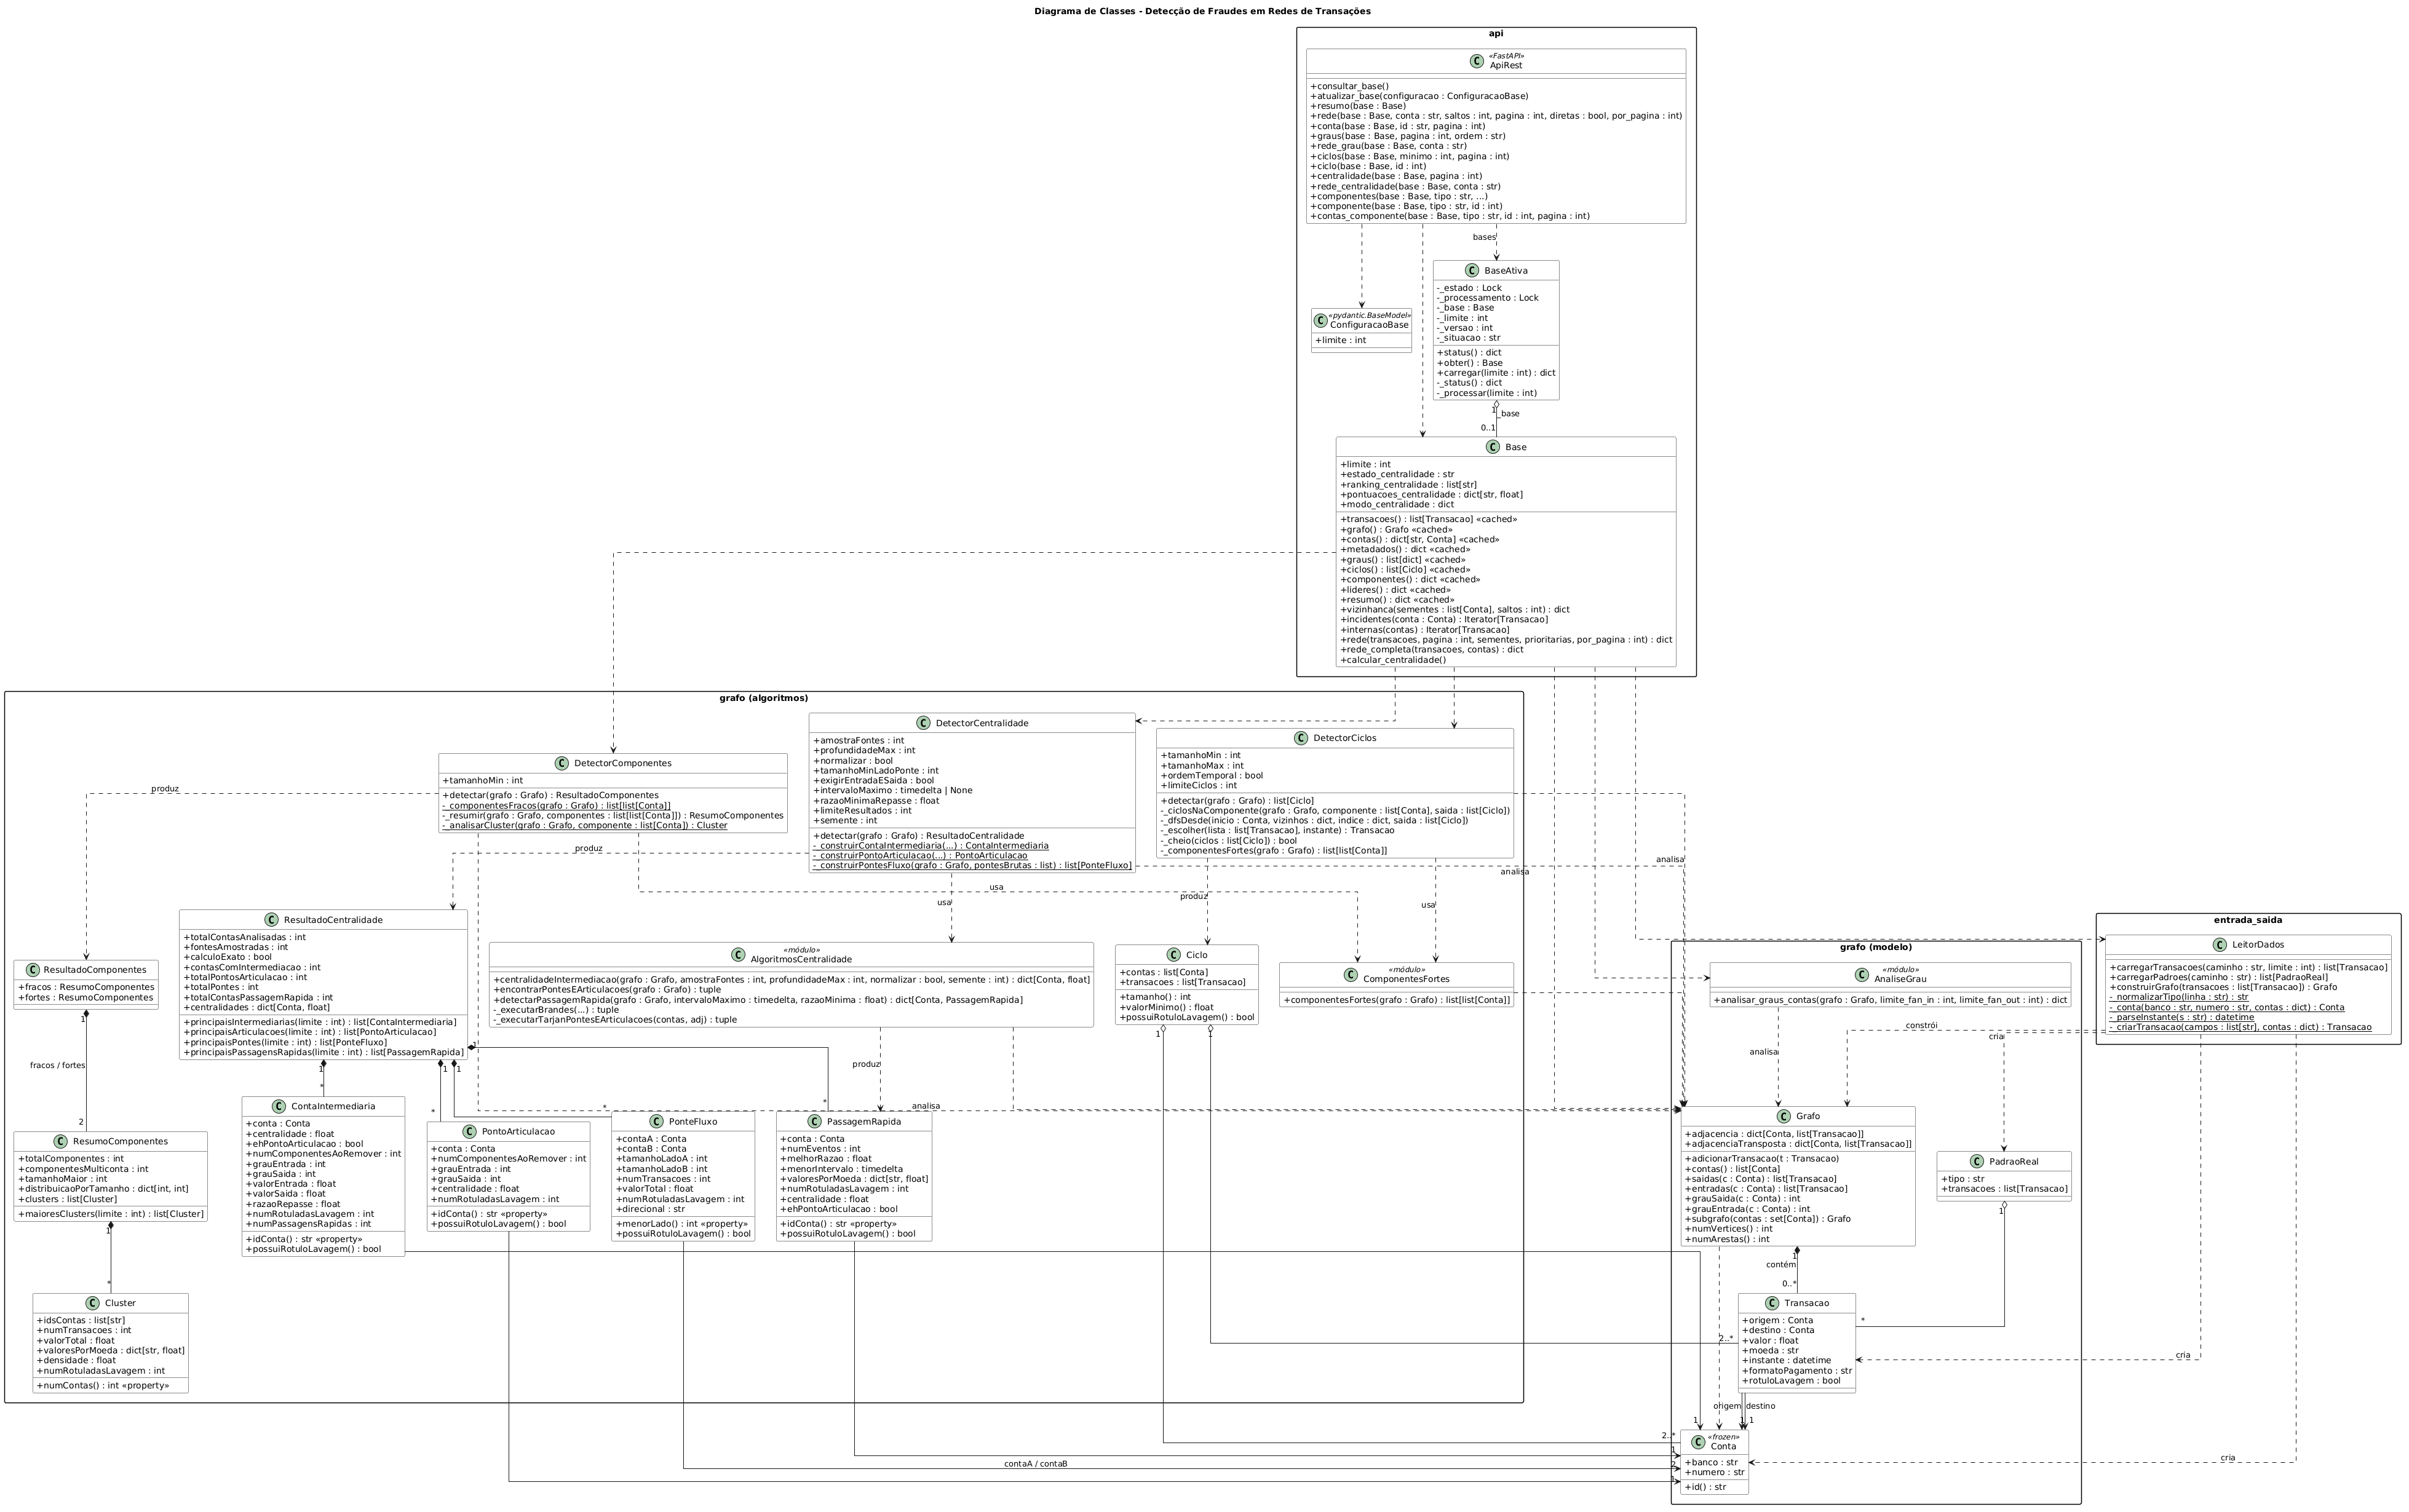 Diagrama de Classes - Detecção de Fraudes em Redes de Transações
api
«FastAPI»
ApiRest
+consultar_base()
+atualizar_base(configuracao : ConfiguracaoBase)
+resumo(base : Base)
+rede(base : Base, conta : str, saltos : int, pagina : int, diretas : bool, por_pagina : int)
+conta(base : Base, id : str, pagina : int)
+graus(base : Base, pagina : int, ordem : str)
+rede_grau(base : Base, conta : str)
+ciclos(base : Base, minimo : int, pagina : int)
+ciclo(base : Base, id : int)
+centralidade(base : Base, pagina : int)
+rede_centralidade(base : Base, conta : str)
+componentes(base : Base, tipo : str, ...)
+componente(base : Base, tipo : str, id : int)
+contas_componente(base : Base, tipo : str, id : int, pagina : int)
bases
BaseAtiva
-_estado : Lock
-_processamento : Lock
-_base : Base
-_limite : int
-_versao : int
-_situacao : str
+status() : dict
+obter() : Base
+carregar(limite : int) : dict
-_status() : dict
-_processar(limite : int)
«pydantic.BaseModel»
ConfiguracaoBase
+limite : int
1
_base
0..1
Base
+limite : int
+estado_centralidade : str
+ranking_centralidade : list[str]
+pontuacoes_centralidade : dict[str, float]
+modo_centralidade : dict
+transacoes() : list[Transacao] «cached»
+grafo() : Grafo «cached»
+contas() : dict[str, Conta] «cached»
+metadados() : dict «cached»
+graus() : list[dict] «cached»
+ciclos() : list[Ciclo] «cached»
+componentes() : dict «cached»
+lideres() : dict «cached»
+resumo() : dict «cached»
+vizinhanca(sementes : list[Conta], saltos : int) : dict
+incidentes(conta : Conta) : Iterator[Transacao]
+internas(contas) : Iterator[Transacao]
+rede(transacoes, pagina : int, sementes, prioritarias, por_pagina : int) : dict
+rede_completa(transacoes, contas) : dict
+calcular_centralidade()
grafo (algoritmos)
DetectorComponentes
+tamanhoMin : int
+detectar(grafo : Grafo) : ResultadoComponentes
-_componentesFracos(grafo : Grafo) : list[list[Conta]]
-_resumir(grafo : Grafo, componentes : list[list[Conta]]) : ResumoComponentes
-_analisarCluster(grafo : Grafo, componente : list[Conta]) : Cluster
DetectorCentralidade
+amostraFontes : int
+profundidadeMax : int
+normalizar : bool
+tamanhoMinLadoPonte : int
+exigirEntradaESaida : bool
+intervaloMaximo : timedelta | None
+razaoMinimaRepasse : float
+limiteResultados : int
+semente : int
+detectar(grafo : Grafo) : ResultadoCentralidade
-_construirContaIntermediaria(...) : ContaIntermediaria
-_construirPontoArticulacao(...) : PontoArticulacao
-_construirPontesFluxo(grafo : Grafo, pontesBrutas : list) : list[PonteFluxo]
DetectorCiclos
+tamanhoMin : int
+tamanhoMax : int
+ordemTemporal : bool
+limiteCiclos : int
+detectar(grafo : Grafo) : list[Ciclo]
-_ciclosNaComponente(grafo : Grafo, componente : list[Conta], saida : list[Ciclo])
-_dfsDesde(inicio : Conta, vizinhos : dict, indice : dict, saida : list[Ciclo])
-_escolher(lista : list[Transacao], instante) : Transacao
-_cheio(ciclos : list[Ciclo]) : bool
-_componentesFortes(grafo : Grafo) : list[list[Conta]]
produz
produz
usa
usa
produz
usa
analisa
analisa
ResultadoComponentes
+fracos : ResumoComponentes
+fortes : ResumoComponentes
1
fracos / fortes
2
ResultadoCentralidade
+totalContasAnalisadas : int
+fontesAmostradas : int
+calculoExato : bool
+contasComIntermediacao : int
+totalPontosArticulacao : int
+totalPontes : int
+totalContasPassagemRapida : int
+centralidades : dict[Conta, float]
+principaisIntermediarias(limite : int) : list[ContaIntermediaria]
+principaisArticulacoes(limite : int) : list[PontoArticulacao]
+principaisPontes(limite : int) : list[PonteFluxo]
+principaisPassagensRapidas(limite : int) : list[PassagemRapida]
«módulo»
AlgoritmosCentralidade
+centralidadeIntermediacao(grafo : Grafo, amostraFontes : int, profundidadeMax : int, normalizar : bool, semente : int) : dict[Conta, float]
+encontrarPontesEArticulacoes(grafo : Grafo) : tuple
+detectarPassagemRapida(grafo : Grafo, intervaloMaximo : timedelta, razaoMinima : float) : dict[Conta, PassagemRapida]
-_executarBrandes(...) : tuple
-_executarTarjanPontesEArticulacoes(contas, adj) : tuple
Ciclo
+contas : list[Conta]
+transacoes : list[Transacao]
+tamanho() : int
+valorMinimo() : float
+possuiRotuloLavagem() : bool
«módulo»
ComponentesFortes
+componentesFortes(grafo : Grafo) : list[list[Conta]]
entrada_saida
LeitorDados
+carregarTransacoes(caminho : str, limite : int) : list[Transacao]
+carregarPadroes(caminho : str) : list[PadraoReal]
+construirGrafo(transacoes : list[Transacao]) : Grafo
-_normalizarTipo(linha : str) : str
-_conta(banco : str, numero : str, contas : dict) : Conta
-_parseInstante(s : str) : datetime
-_criarTransacao(campos : list[str], contas : dict) : Transacao
grafo (modelo)
«módulo»
AnaliseGrau
+analisar_graus_contas(grafo : Grafo, limite_fan_in : int, limite_fan_out : int) : dict
analisa
constrói
cria
1
1
1
1
*
*
*
*
produz
analisa
1
1
ResumoComponentes
+totalComponentes : int
+componentesMulticonta : int
+tamanhoMaior : int
+distribuicaoPorTamanho : dict[int, int]
+clusters : list[Cluster]
+maioresClusters(limite : int) : list[Cluster]
1
*
ContaIntermediaria
+conta : Conta
+centralidade : float
+ehPontoArticulacao : bool
+numComponentesAoRemover : int
+grauEntrada : int
+grauSaida : int
+valorEntrada : float
+valorSaida : float
+razaoRepasse : float
+numRotuladasLavagem : int
+numPassagensRapidas : int
+idConta() : str «property»
+possuiRotuloLavagem() : bool
PontoArticulacao
+conta : Conta
+numComponentesAoRemover : int
+grauEntrada : int
+grauSaida : int
+centralidade : float
+numRotuladasLavagem : int
+idConta() : str «property»
+possuiRotuloLavagem() : bool
PonteFluxo
+contaA : Conta
+contaB : Conta
+tamanhoLadoA : int
+tamanhoLadoB : int
+numTransacoes : int
+valorTotal : float
+numRotuladasLavagem : int
+direcional : str
+menorLado() : int «property»
+possuiRotuloLavagem() : bool
PassagemRapida
+conta : Conta
+numEventos : int
+melhorRazao : float
+menorIntervalo : timedelta
+valoresPorMoeda : dict[str, float]
+numRotuladasLavagem : int
+centralidade : float
+ehPontoArticulacao : bool
+idConta() : str «property»
+possuiRotuloLavagem() : bool
Grafo
+adjacencia : dict[Conta, list[Transacao]]
+adjacenciaTransposta : dict[Conta, list[Transacao]]
+adicionarTransacao(t : Transacao)
+contas() : list[Conta]
+saidas(c : Conta) : list[Transacao]
+entradas(c : Conta) : list[Transacao]
+grauSaida(c : Conta) : int
+grauEntrada(c : Conta) : int
+subgrafo(contas : set[Conta]) : Grafo
+numVertices() : int
+numArestas() : int
PadraoReal
+tipo : str
+transacoes : list[Transacao]
1
*
1
contém
0..*
Cluster
+idsContas : list[str]
+numTransacoes : int
+valorTotal : float
+valoresPorMoeda : dict[str, float]
+densidade : float
+numRotuladasLavagem : int
+numContas() : int «property»
Transacao
+origem : Conta
+destino : Conta
+valor : float
+moeda : str
+instante : datetime
+formatoPagamento : str
+rotuloLavagem : bool
2..*
cria
origem
destino
1
1
1
2..*
1
contaA / contaB
2
1
«frozen»
Conta
+banco : str
+numero : str
+id() : str
cria